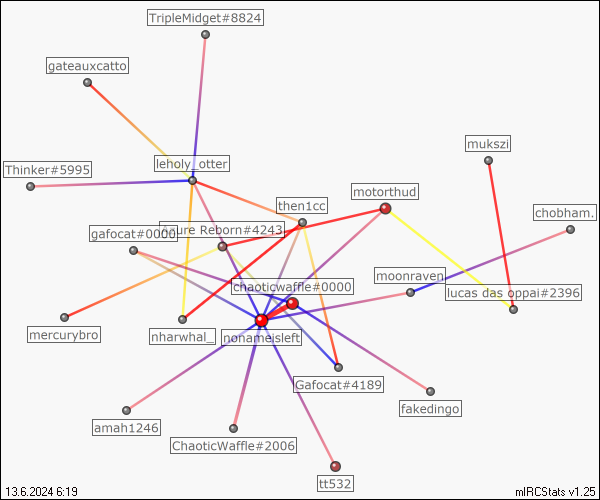 TripleMidget#8824
gateauxcatto
mukszi
Thinker#5995
leholy_otter
motorthud
then1cc
chobham.
gafocat#0000
Reborn#4243
moonraven
chaoticwaffle#0000
lucas das oppai#2396
mercurybro
nharwhal_
nonameisleft
Gafocat#4189
fakedingo
amah1246
ChaoticWaffle#2006
tt532
13.6.2024 6:19
mIRCStats v1.25